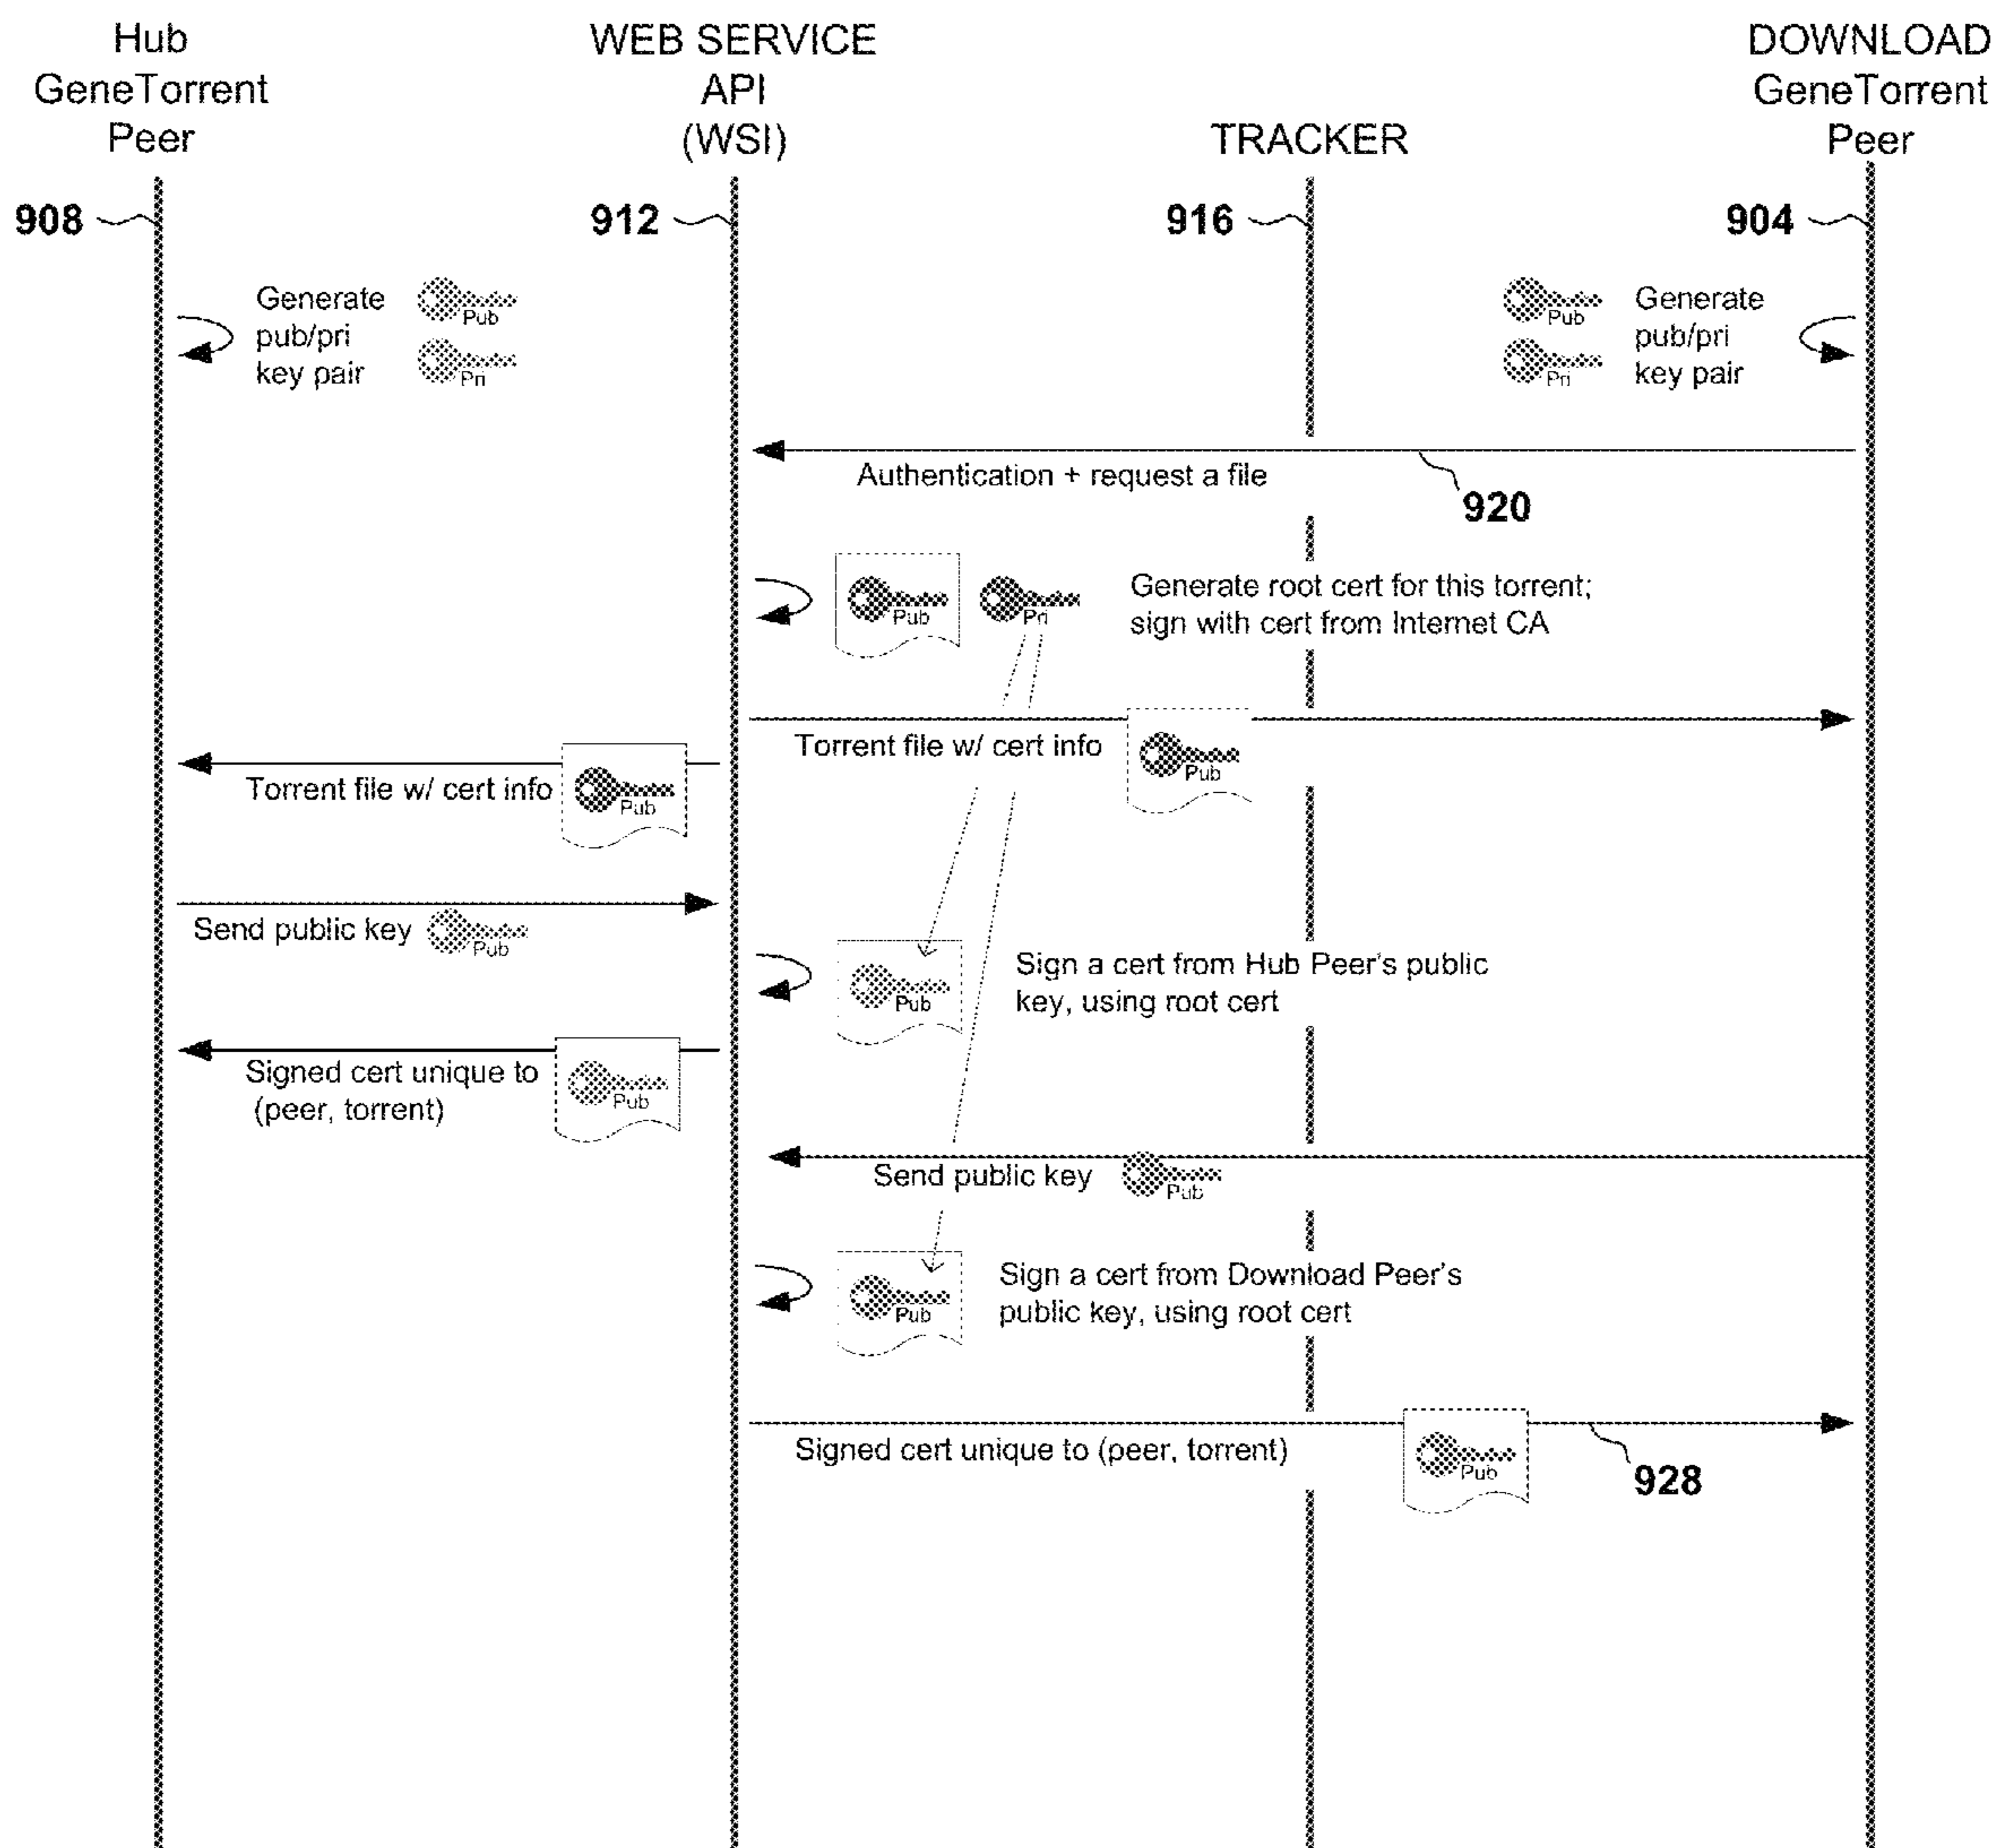 Hub
GeneTorrent
Peer
WEB SERVICE
API
(WSI)
TRACKER
DOWNLOAD
GeneTorrent
Peer
908
912
916
904
Generate
pub/pri
key pair
Pub
Pri
Pub
Pri
Generate
pub/pri
key pair
Authentication + request a file
920
Pub
Pri
Generate root cert for this torrent;
sign with cert from Internet CA
Torrent file w/ cert info
Pub
Torrent file w/ cert info
Pub
Send public key
Pub
Pub
Sign a cert from Hub Peer's public
key, using root cert
Signed cert unique to
(peer, torrent)
Pub
Send public key
Pub
Pub
Sign a cert from Download Peer's
public key, using root cert
Signed cert unique to (peer, torrent)
Pub
928